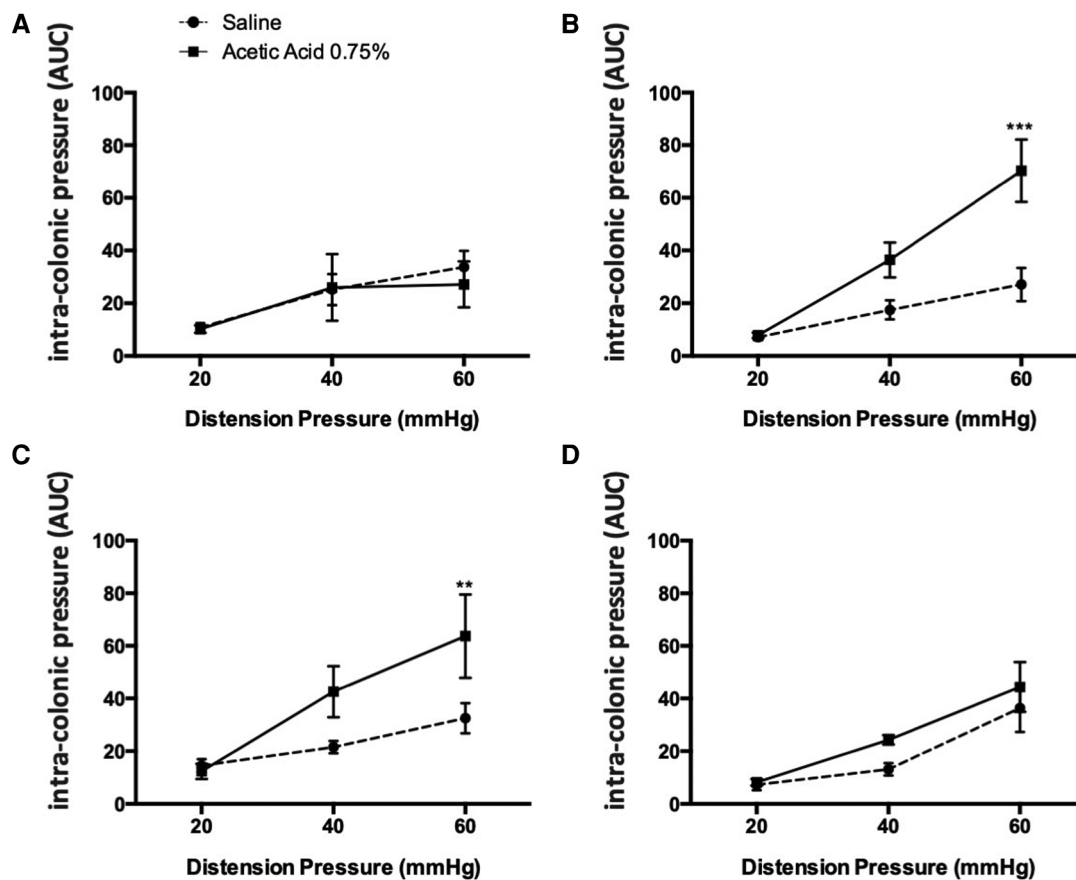 A
Saline
Acetic Acid 0.75%
intra-colonic pressure (AUC)
100
80
60
40
20
0
20 40 60
Distension Pressure (mmHg)
B
intra-colonic pressure (AUC)
100
80
60
40
20
0
***
20 40 60
Distension Pressure (mmHg)
C
intra-colonic pressure (AUC)
100
80
60
40
20
0
**
20 40 60
Distension Pressure (mmHg)
D
intra-colonic pressure (AUC)
100
80
60
40
20
0
20 40 60
Distension Pressure (mmHg)